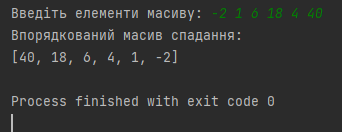 Введіть елементи масиву: -2 1 6 18 4 40
Впорядкований масив спадання:
[40, 18, 6, 4, 1, -2]
Process finished with exit code 0